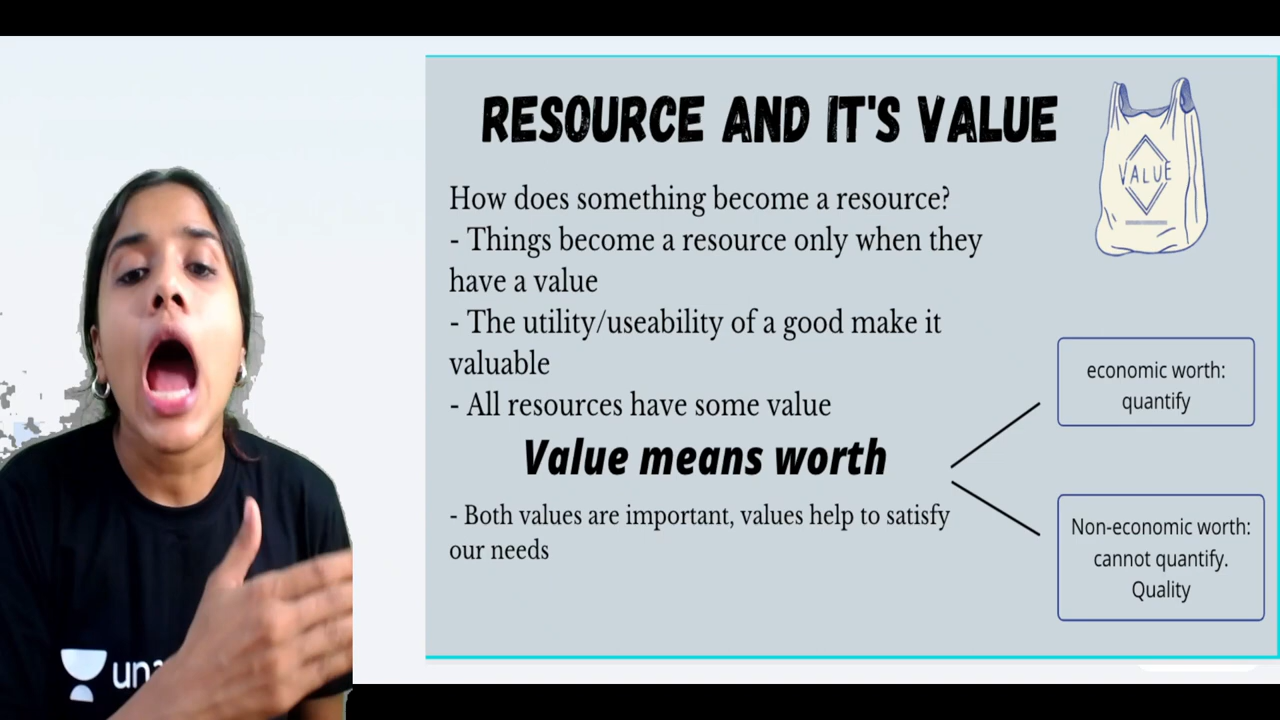 RESOURCE AND IT'S VALUE
VALUE
How does something become a resource?
- Things become a resource only when they
have a value
- The utility/useability of a good make it
valuable
- All resources have some value
Value means worth
- Both values are important, values help to satisfy
our needs
economic worth:
quantify
Non-economic worth:
cannot quantify.
Quality